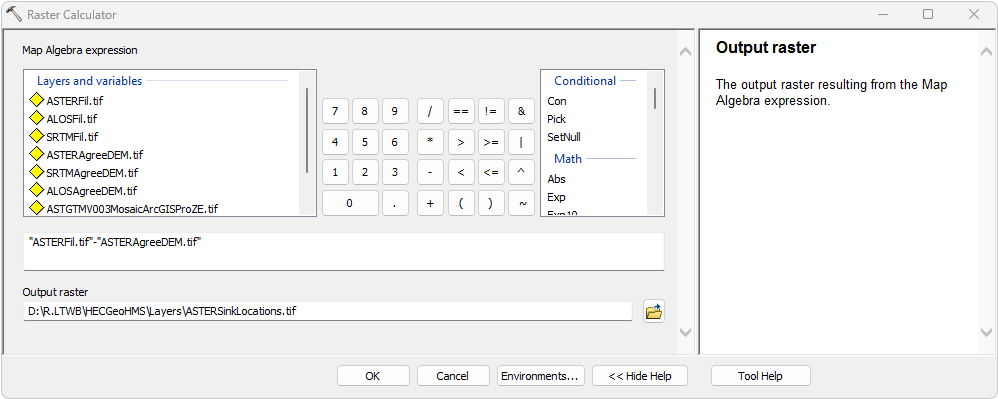 Raster Calculator
Map Algebra expression
Layers and variables
ASTERFil.tif
ALOSFil.tif
SRTMFil.tif
ASTERAgreeDEM.tif
SRTMAgreeDEM.tif
ALOSAgreeDEM.tif
ASTGTMV003MosaicArcGISProZE.tif
7 8 9 / == != &
4 5 6 * > >= |
1 2 3 - < <= ^
0 . + ( ) ~
Conditional
Con
Pick
SetNull
Math
Abs
Exp
Exp10
"ASTERFil.tif"-"ASTERAgreeDEM.tif"
Output raster
D:\R.LTWB\HECGeoHMS\Layers\ASTERSinkLocations.tif
OK Cancel Environments... << Hide Help Tool Help
Output raster
The output raster resulting from the Map
Algebra expression.